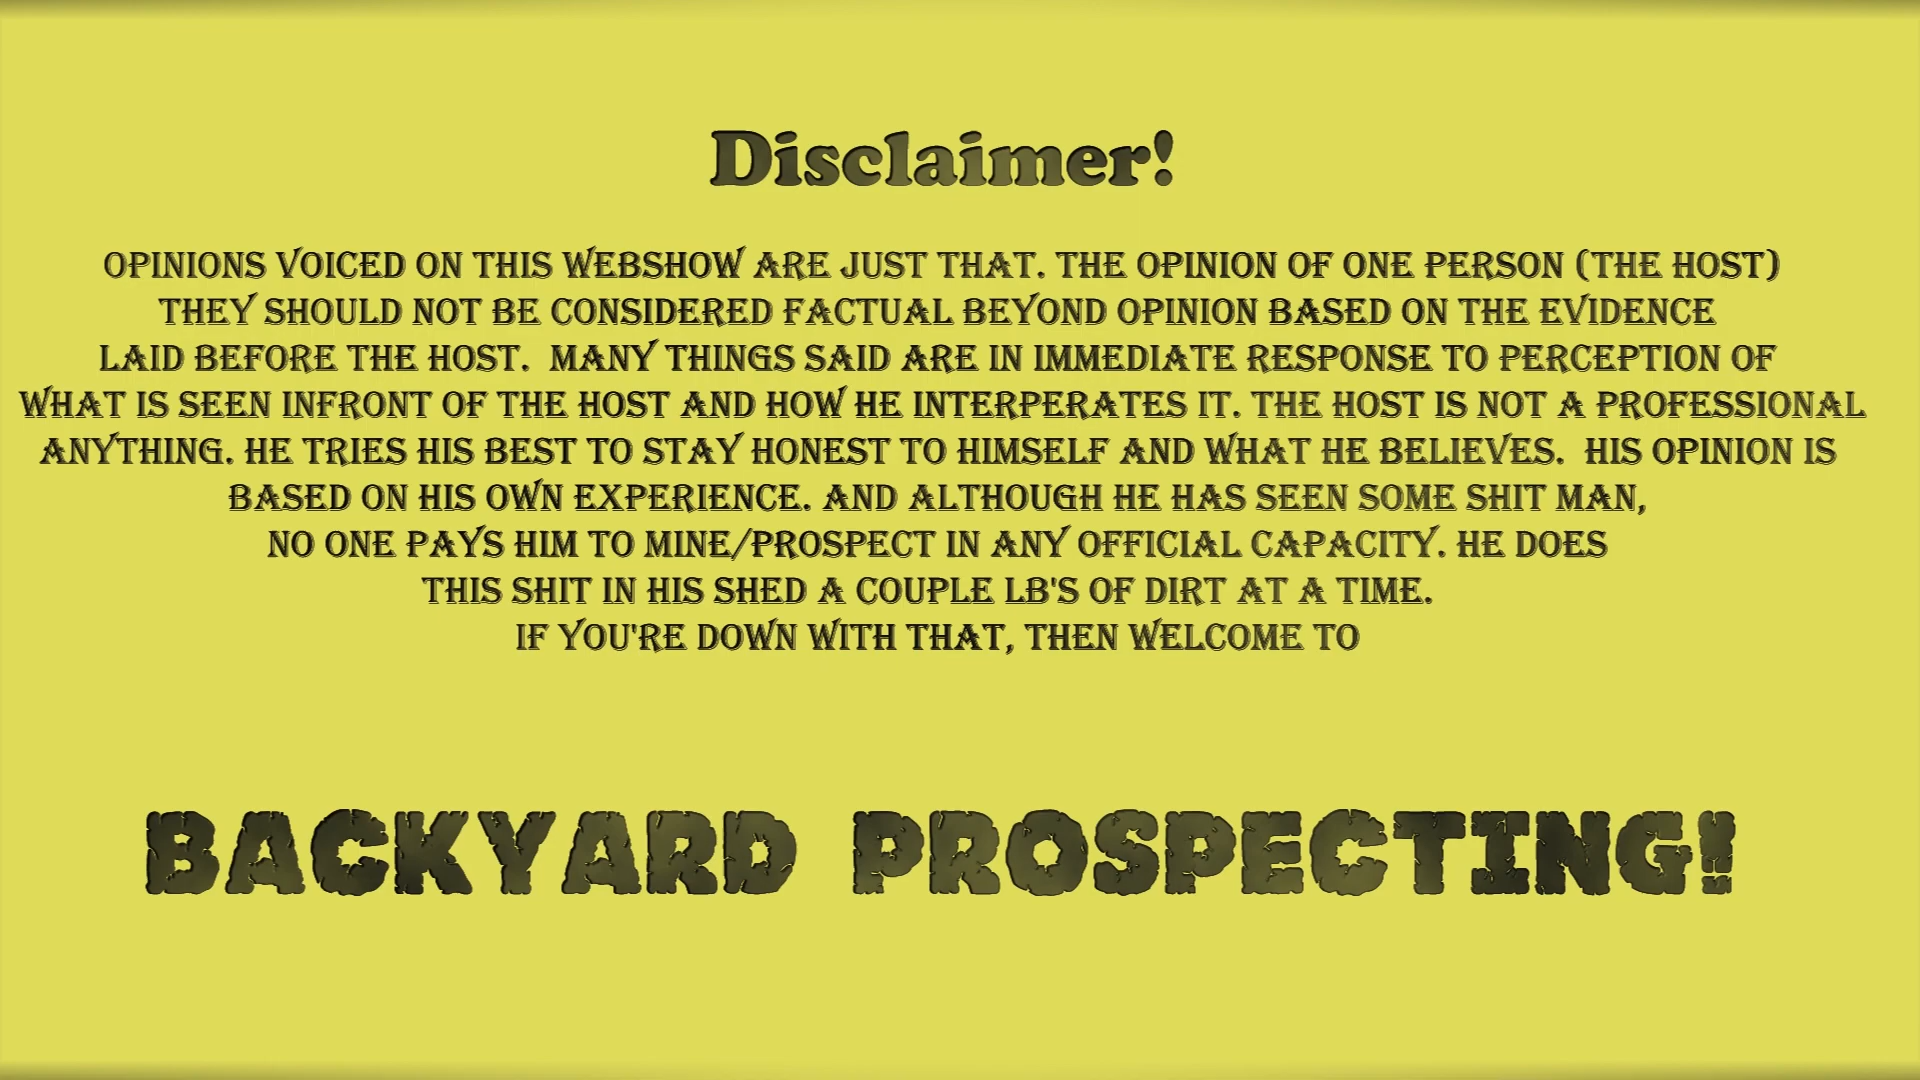 Disclaimer!
OPINIONS VOICED ON THIS WEBSHOW ARE JUST THAT. THE OPINION OF ONE PERSON (THE HOST)
THEY SHOULD NOT BE CONSIDERED FACTUAL BEYOND OPINION BASED ON THE EVIDENCE
LAID BEFORE THE HOST.  MANY THINGS SAID ARE IN IMMEDIATE RESPONSE TO PERCEPTION OF
WHAT IS SEEN INFRONT OF THE HOST AND HOW HE INTERPERATES IT. THE HOST IS NOT A PROFESSIONAL
ANYTHING. HE TRIES HIS BEST TO STAY HONEST TO HIMSELF AND WHAT HE BELIEVES.  HIS OPINION IS
BASED ON HIS OWN EXPERIENCE. AND ALTHOUGH HE HAS SEEN SOME SHIT MAN,
NO ONE PAYS HIM TO MINE/PROSPECT IN ANY OFFICIAL CAPACITY. HE DOES
THIS SHIT IN HIS SHED A COUPLE LB'S OF DIRT AT A TIME.
IF YOU'RE DOWN WITH THAT, THEN WELCOME TO
BACKYARD PROSPECTING!